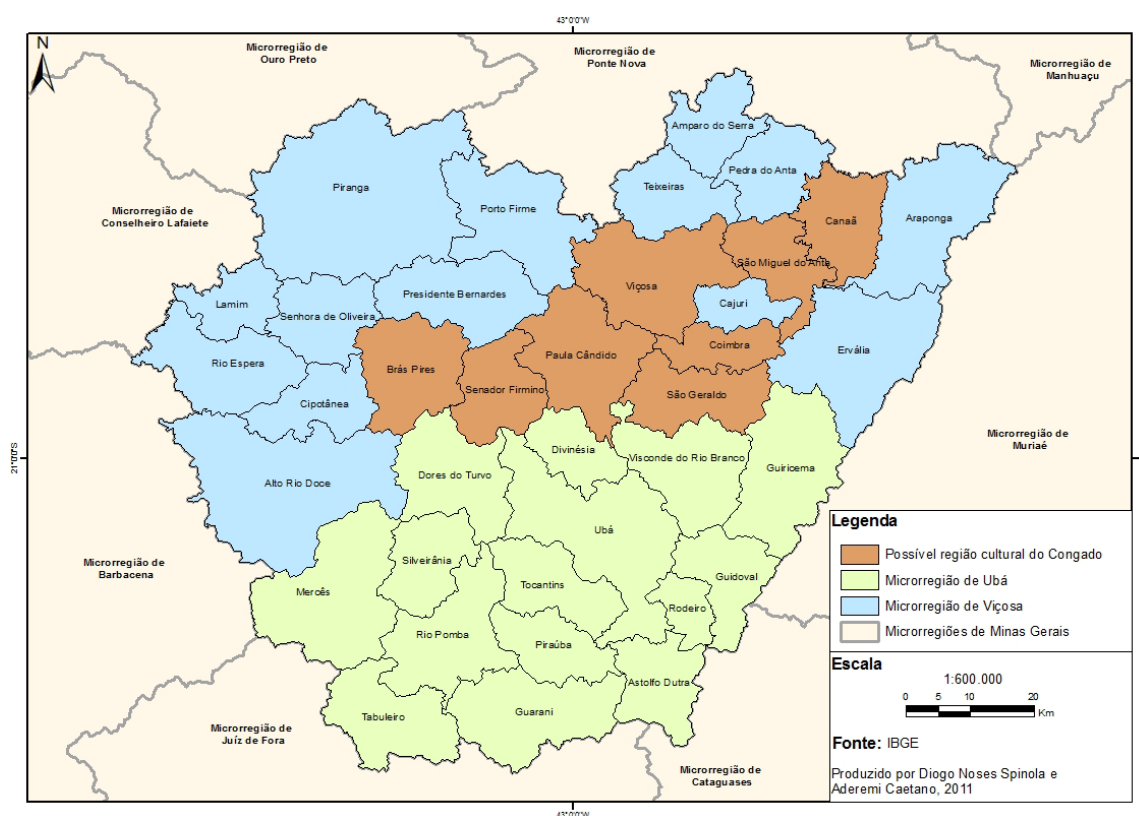 43°0'0"W
N
Microrregião de
Ouro Preto
Microrregião de
Ponte Nova
Microrregião de
Manhuaçu
Amparo do Serra
Pedra do Anta
Teixeiras
Piranga
Porto Firme
Canaã
Araponga
Microrregião de
Conselheiro Lafaiete
São Miguel do Anta
Viçosa
Presidente Bernardes
Cajuri
Lamim
Senhora de Oliveira
Coimbra
Ervália
Paula Cândido
Rio Espera
Brás Pires
Senador Firmino
São Geraldo
Cipotânea
Microrregião de
Muriaé
21°0'0"S
Divinésia
Visconde do Rio Branco
Guiricema
Dores do Turvo
Alto Rio Doce
Ubá
Microrregião de
Barbacena
Silveirânia
Mercês
Tocantins
Guidoval
Rodeiro
Rio Pomba
Piraúba
Astolfo Dutra
Guarani
Tabuleiro
Microrregião de
Juíz de Fora
Microrregião de
Cataguases
Legenda
Possível região cultural do Congado
Microrregião de Ubá
Microrregião de Viçosa
Microrregiões de Minas Gerais
Escala
1:600.000
0 5 10 20
Km
Fonte: IBGE
Produzido por Diogo Noses Spinola e
Aderemi Caetano, 2011
43°0'0"W